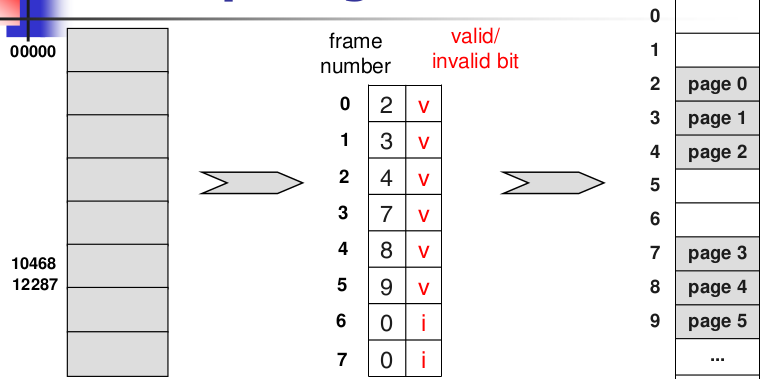 00000
10468
12287
frame
number
valid/
invalid bit
0 2 v
1 3 v
2 4 v
3 7 v
4 8 v
5 9 v
6 0 i
7 0 i
0
1
2 page 0
3 page 1
4 page 2
5
6
7 page 3
8 page 4
9 page 5
...